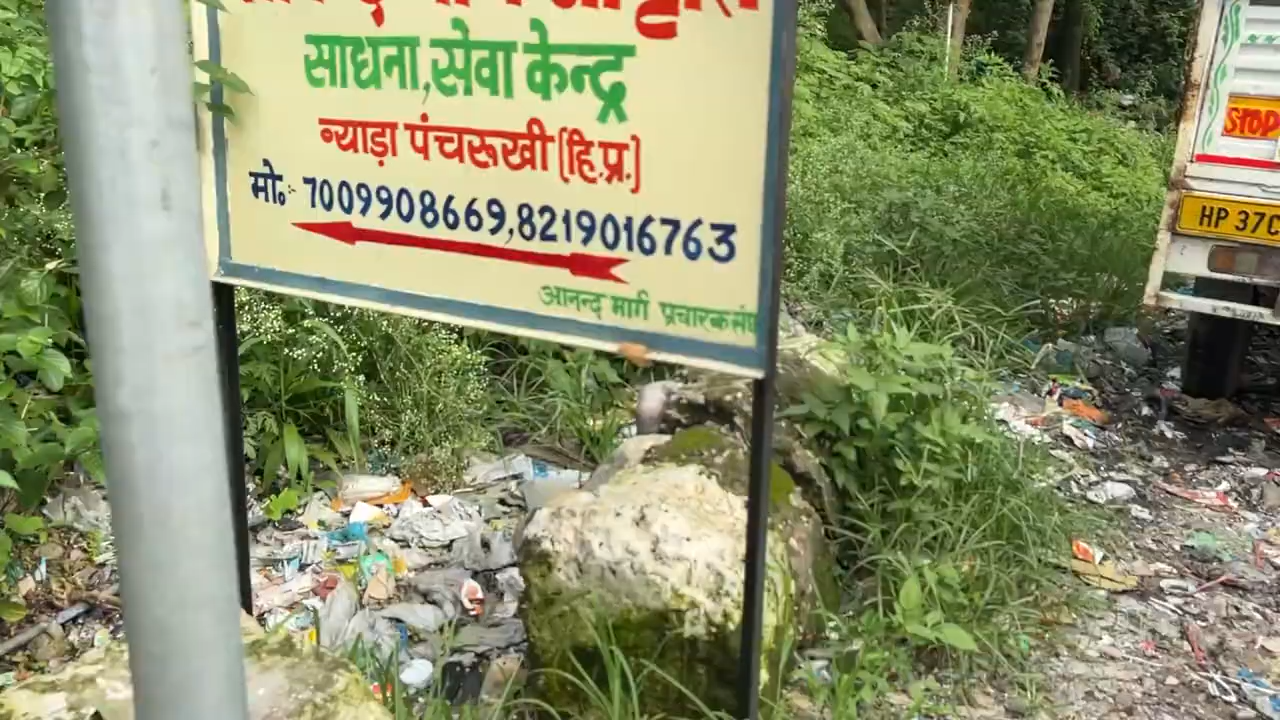 साधना,सेवा केन्द्र
ब्याड़ा पंचरूखी (हि.प्र.)
मो॰:- 7009908669,8219016763
आनन्द मार्ग प्रचारक संघ
STOP
HP 37C